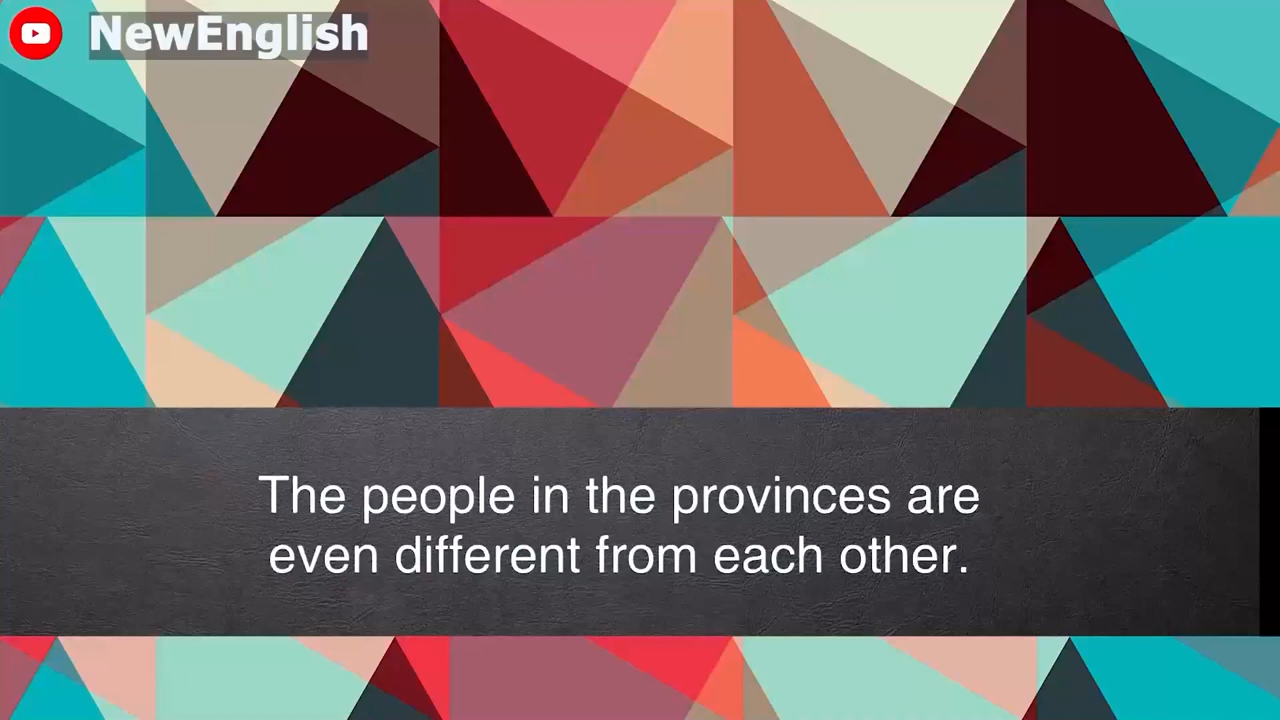 NewEnglish
The people in the provinces are
even different from each other.